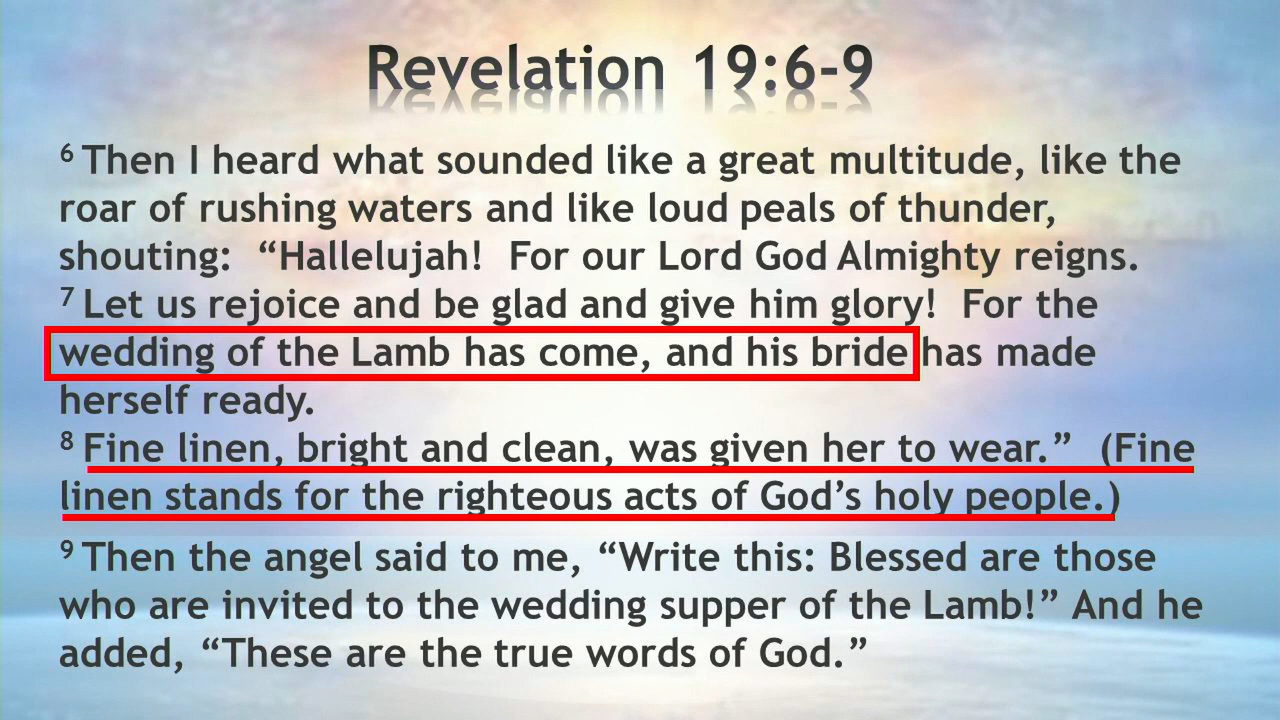 Revelation 19:6-9
6 Then I heard what sounded like a great multitude, like the
roar of rushing waters and like loud peals of thunder,
shouting:  “Hallelujah!  For our Lord God Almighty reigns.
7 Let us rejoice and be glad and give him glory!  For the
wedding of the Lamb has come, and his bride has made
herself ready.
8 Fine linen, bright and clean, was given her to wear.”  (Fine
linen stands for the righteous acts of God’s holy people.)
9 Then the angel said to me, “Write this: Blessed are those
who are invited to the wedding supper of the Lamb!” And he
added, “These are the true words of God.”